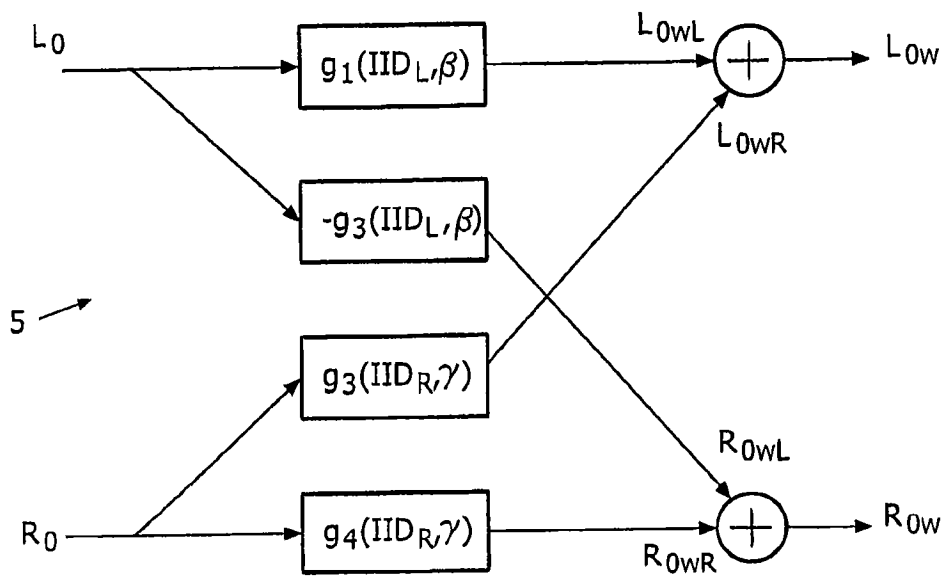 L0
g1(IIDL,β)
L0wL
L0w
L0wR
-g3(IIDL,β)
5
g3(IIDR,γ)
R0wL
R0
g4(IIDR,γ)
R0wR
R0w